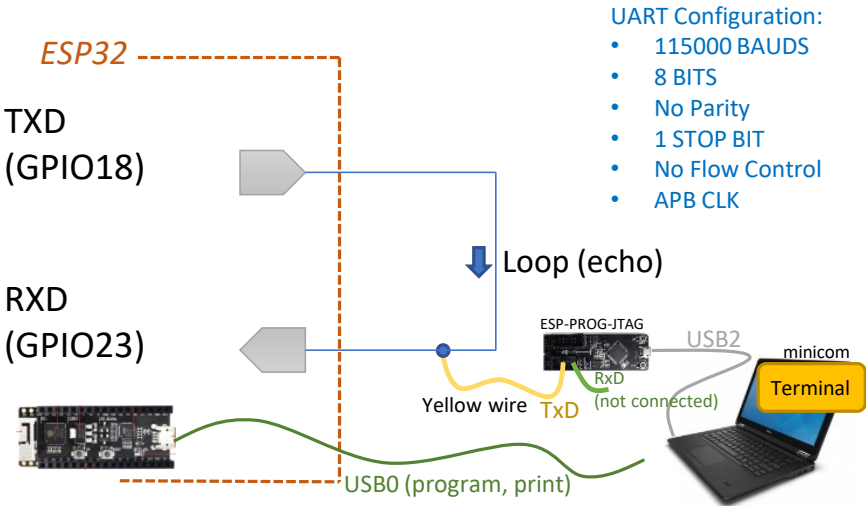 UART Configuration:
• 115000 BAUDS
• 8 BITS
• No Parity
• 1 STOP BIT
• No Flow Control
• APB CLK
ESP32
TXD
(GPIO18)
Loop (echo)
RXD
(GPIO23)
ESP-PROG-JTAG
USB2
minicom
Terminal
RxD
(not connected)
Yellow wire
TxD
USB0 (program, print)